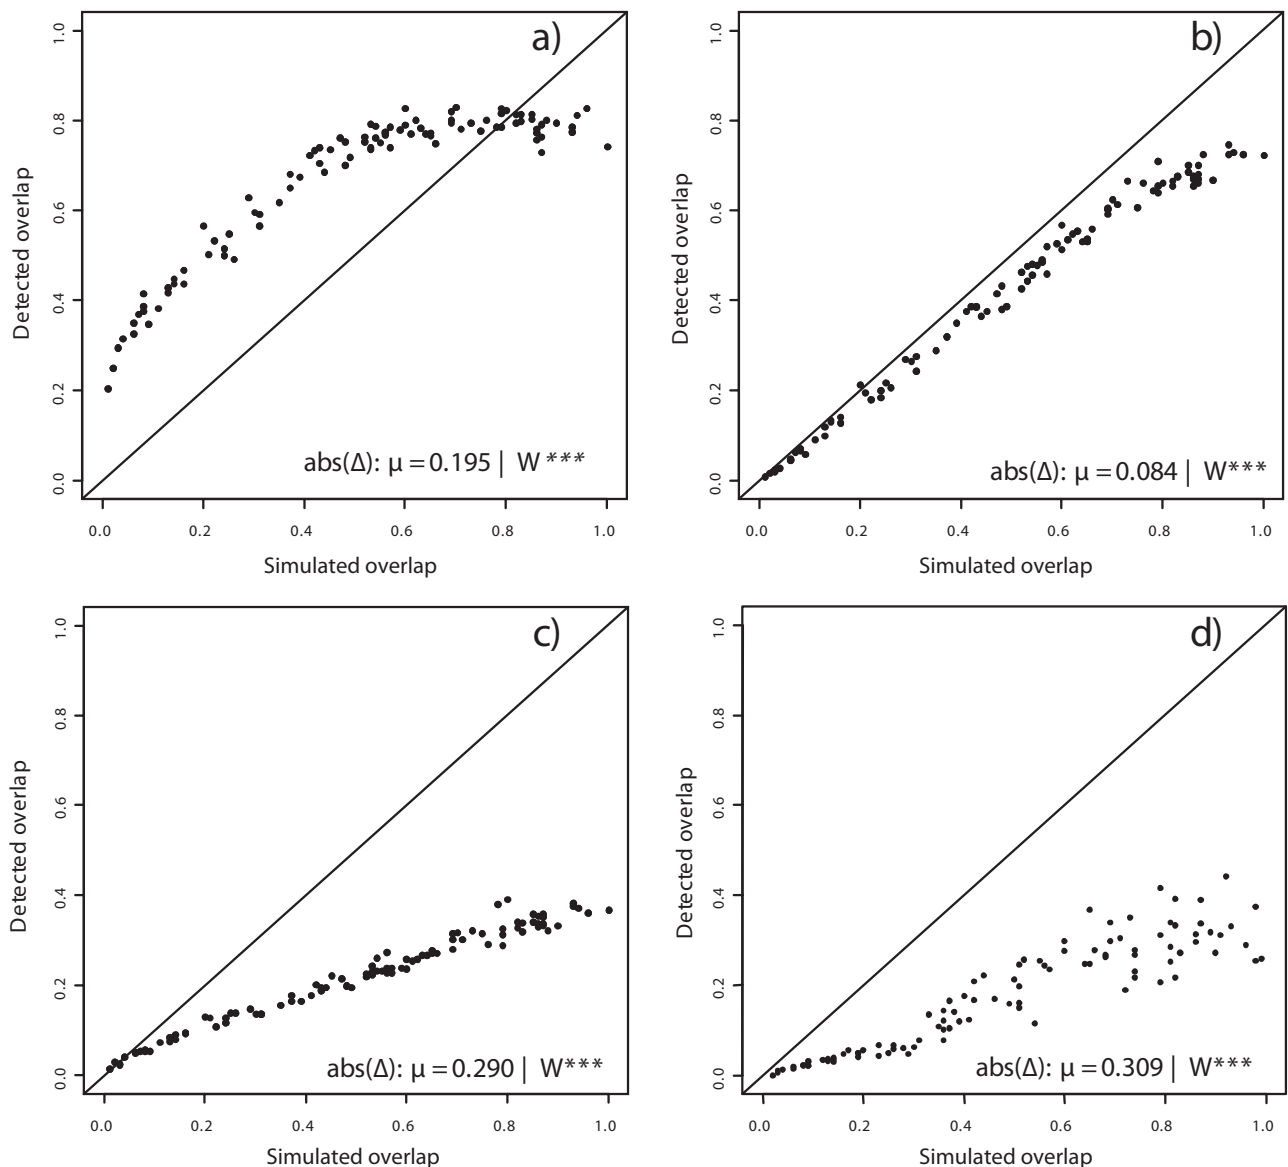 a)
1.0
0.8
0.6
0.4
0.2
0.0
Detected overlap
abs(Δ): μ = 0.195 | W ***
0.0 0.2 0.4 0.6 0.8 1.0
Simulated overlap
b)
1.0
0.8
0.6
0.4
0.2
0.0
Detected overlap
abs(Δ): μ = 0.084 | W***
0.0 0.2 0.4 0.6 0.8 1.0
Simulated overlap
c)
1.0
0.8
0.6
0.4
0.2
0.0
Detected overlap
abs(Δ): μ = 0.290 | W***
0.0 0.2 0.4 0.6 0.8 1.0
Simulated overlap
d)
1.0
0.8
0.6
0.4
0.2
0.0
Detected overlap
abs(Δ): μ = 0.309 | W***
0.0 0.2 0.4 0.6 0.8 1.0
Simulated overlap